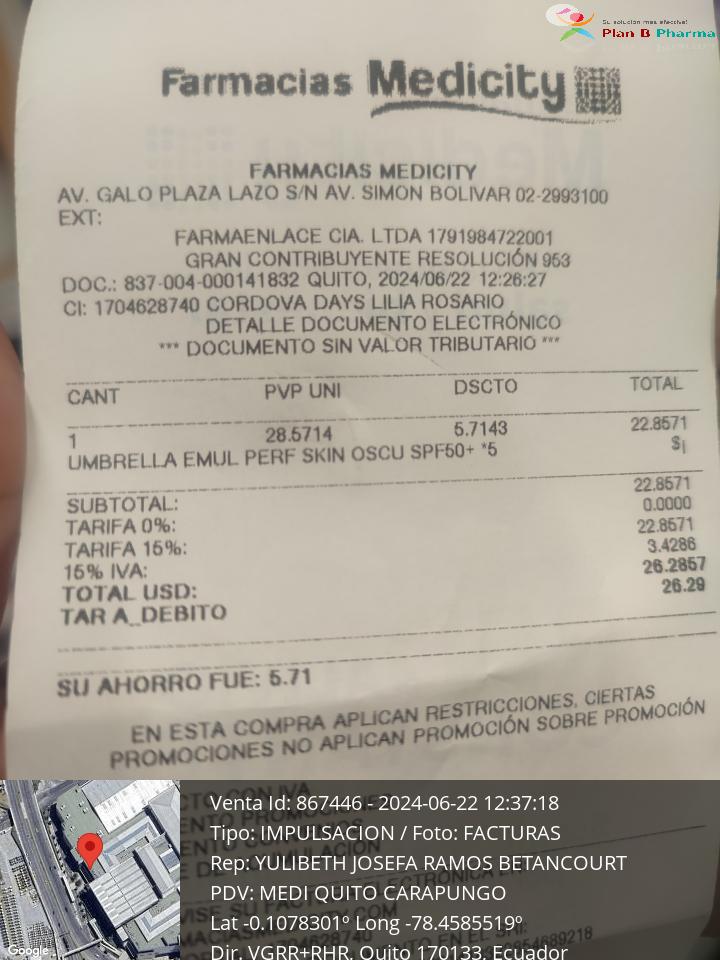 Su solucion mas efectiva!
Plan B Pharma
Farmacias Medicity
FARMACIAS MEDICITY
AV. GALO PLAZA LAZO S/N AV. SIMON BOLIVAR 02-2993100
EXT:
FARMAENLACE CIA. LTDA 1791984722001
GRAN CONTRIBUYENTE RESOLUCIÓN 953
DOC.: 837-004-000141832 QUITO, 2024/06/22 12:26:27
CI: 1704628740 CORDOVA DAYS LILIA ROSARIO
DETALLE DOCUMENTO ELECTRÓNICO
*** DOCUMENTO SIN VALOR TRIBUTARIO ***
CANT PVP UNI DSCTO TOTAL
1 28.5714 5.7143 22.8571
UMBRELLA EMUL PERF SKIN OSCU SPF50+ *5 $|
SUBTOTAL: 22.8571
TARIFA 0%: 0.0000
TARIFA 15%: 22.8571
15% IVA: 3.4286
TOTAL USD: 26.2857
TAR A_DEBITO 26.29
SU AHORRO FUE: 5.71
EN ESTA COMPRA APLICAN RESTRICCIONES, CIERTAS
PROMOCIONES NO APLICAN PROMOCIÓN SOBRE PROMOCIÓN
Venta Id: 867446 - 2024-06-22 12:37:18
Tipo: IMPULSACION / Foto: FACTURAS
Rep: YULIBETH JOSEFA RAMOS BETANCOURT
PDV: MEDI QUITO CARAPUNGO
Lat -0.1078301º Long -78.4585519º
Dir. VGRR+RHR, Quito 170133, Ecuador
Google